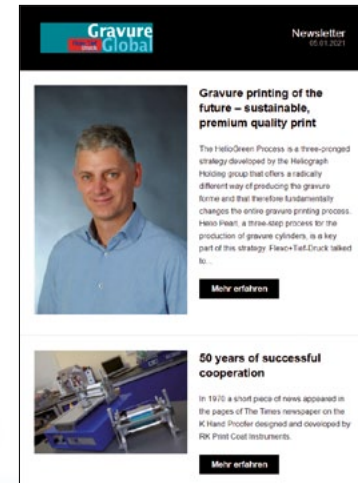 Gravure
Flexo+Tief-Druck
Global
Newsletter
05.01.2021
Gravure printing of the
future – sustainable,
premium quality print
The HelioGreen Process is a three-pronged
strategy developed by the Heliograph
Holding group that offers a radically
different way of producing the gravure
forme and that therefore fundamentally
changes the entire gravure printing process.
Helio Pearl, a three-step process for the
production of gravure cylinders, is a key
part of this strategy. Flexo+Tief-Druck talked
to...
Mehr erfahren
50 years of successful
cooperation
In 1970 a short piece of news appeared in
the pages of The Times newspaper on the
K Hand Proofer designed and developed by
RK Print Coat Instruments.
Mehr erfahren